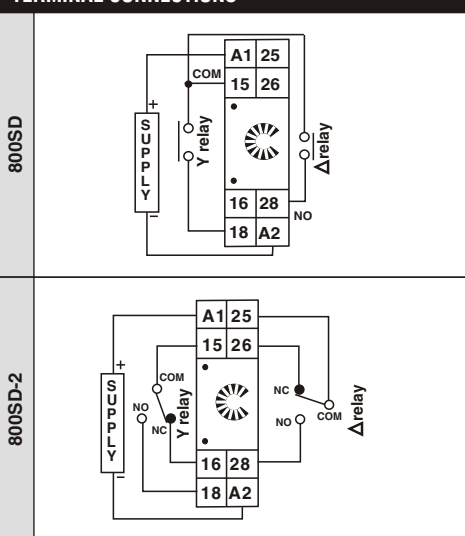 TERMINAL CONNECTIONS
800SD
A1 25
COM
15 26
+
SUPPLY
−
Y relay
Δrelay
16 28
NO
18 A2
800SD-2
A1 25
15 26
+
SUPPLY
−
COM
NO
NC
Y relay
NC
NO
COM
Δrelay
16 28
18 A2